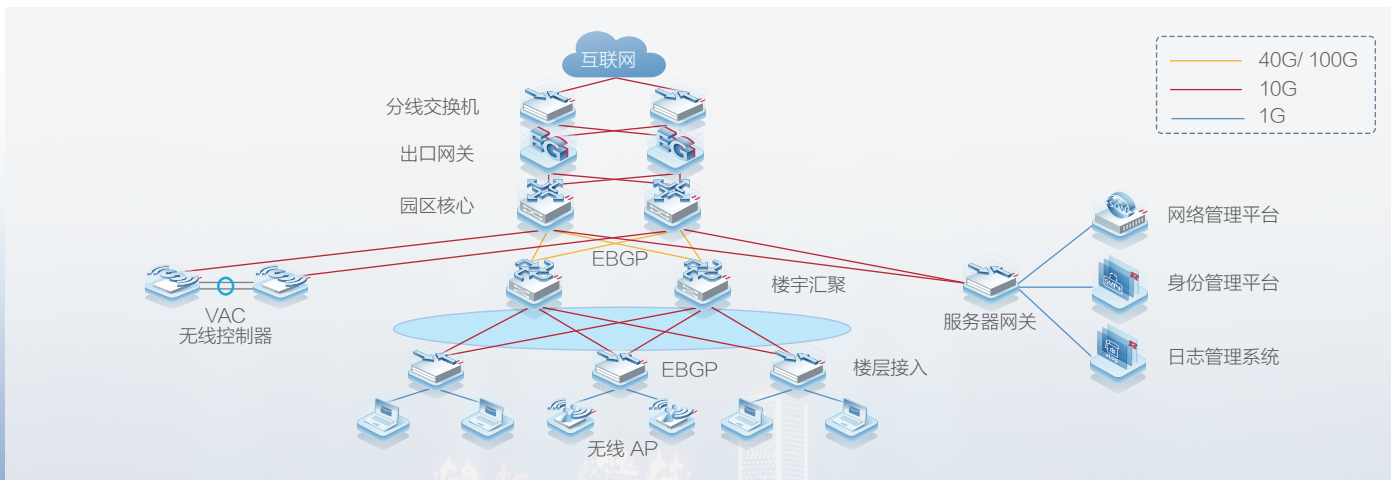 互联网
40G/ 100G
10G
1G
分线交换机
出口网关
EG
EG
园区核心
网络管理平台
EBGP
楼宇汇聚
身份管理平台
VAC
无线控制器
服务器网关
日志管理系统
EBGP
楼层接入
无线 AP